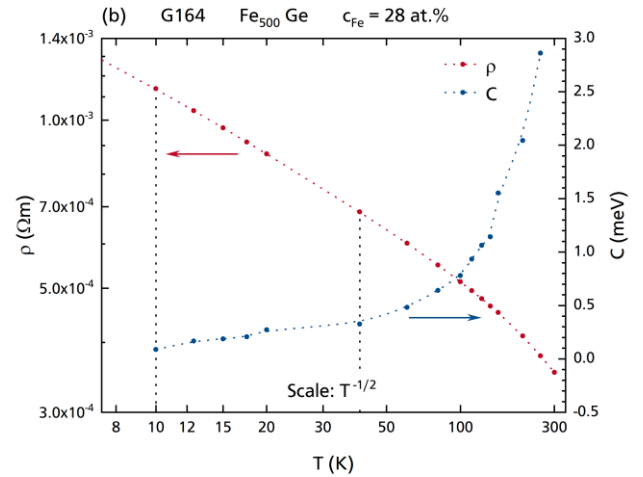 (b) G164 Fe₅₀₀ Ge c_Fe = 28 at.%
1.4x10⁻³
1.0x10⁻³
7.0x10⁻⁴
5.0x10⁻⁴
3.0x10⁻⁴
ρ (Ωm)
ρ
C
Scale: T⁻¹/²
3.0
2.5
2.0
1.5
1.0
0.5
0.0
-0.5
C (meV)
8 10 12 15 20 30 50 100 300
T (K)